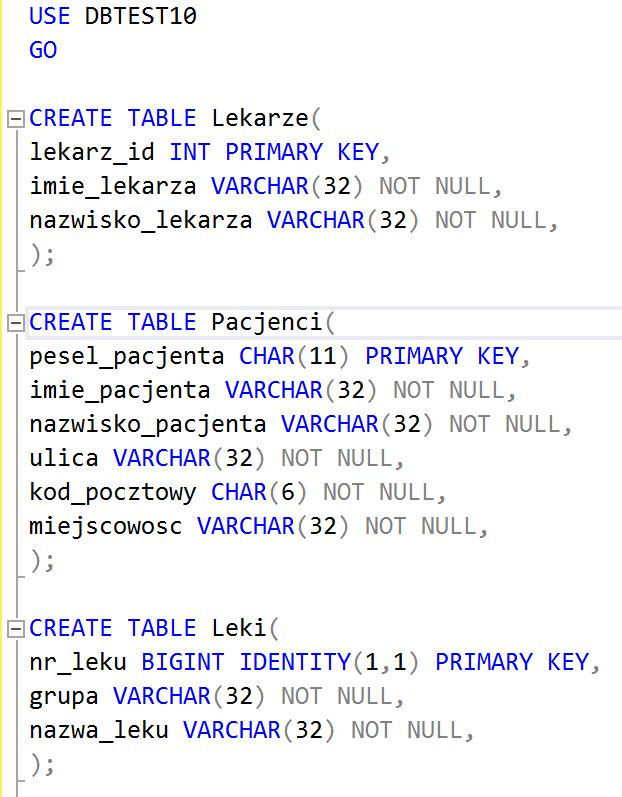 USE DBTEST10
GO
CREATE TABLE Lekarze(
lekarz_id INT PRIMARY KEY,
imie_lekarza VARCHAR(32) NOT NULL,
nazwisko_lekarza VARCHAR(32) NOT NULL,
);
CREATE TABLE Pacjenci(
pesel_pacjenta CHAR(11) PRIMARY KEY,
imie_pacjenta VARCHAR(32) NOT NULL,
nazwisko_pacjenta VARCHAR(32) NOT NULL,
ulica VARCHAR(32) NOT NULL,
kod_pocztowy CHAR(6) NOT NULL,
miejscowosc VARCHAR(32) NOT NULL,
);
CREATE TABLE Leki(
nr_leku BIGINT IDENTITY(1,1) PRIMARY KEY,
grupa VARCHAR(32) NOT NULL,
nazwa_leku VARCHAR(32) NOT NULL,
);